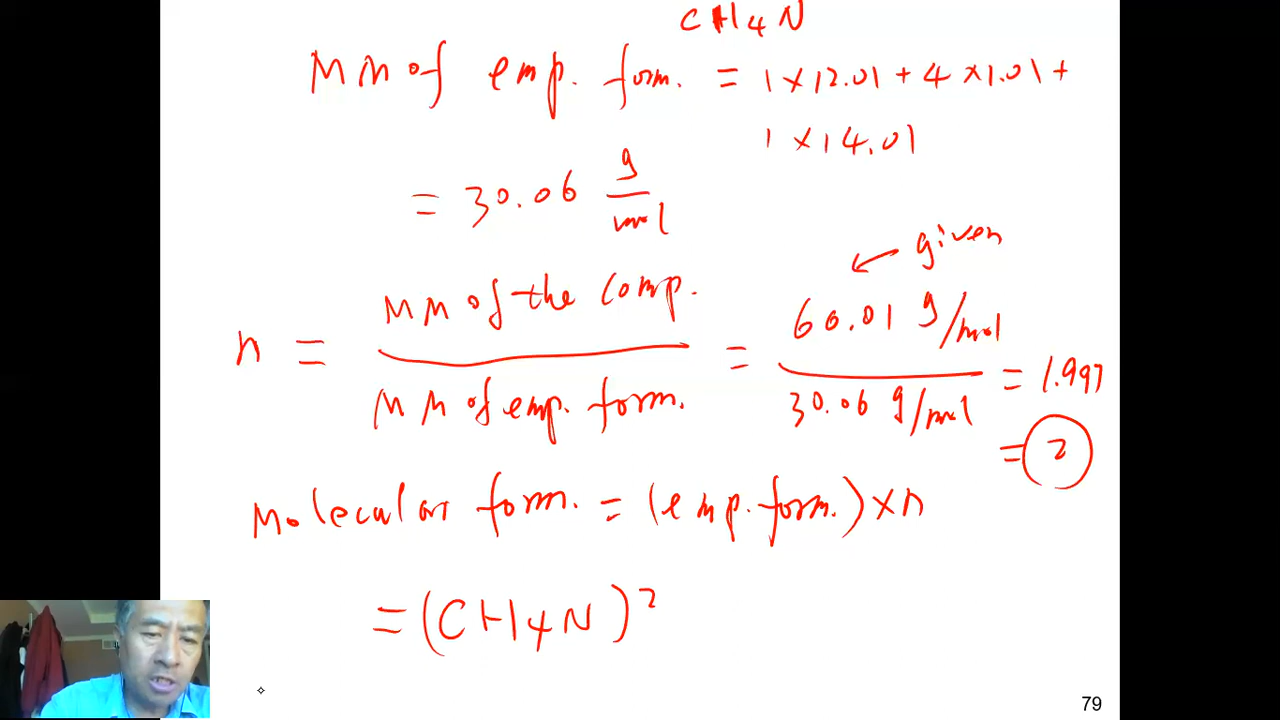 CH4N
MM of emp. form. = 1 × 12.01 + 4 × 1.01 +
1 × 14.01
= 30.06 g/mol
given
n = MM of the comp. / MM of emp. form. = 60.01 g/mol / 30.06 g/mol = 1.997
= 2
Molecular form. = (emp. form.) × n
= (CH4N)2
79